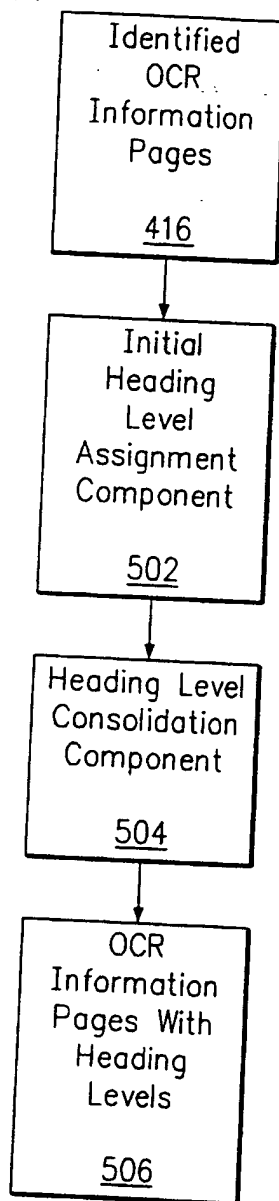 Identified
OCR
Information
Pages
416
Initial
Heading
Level
Assignment
Component
502
Heading Level
Consolidation
Component
504
OCR
Information
Pages With
Heading
Levels
506